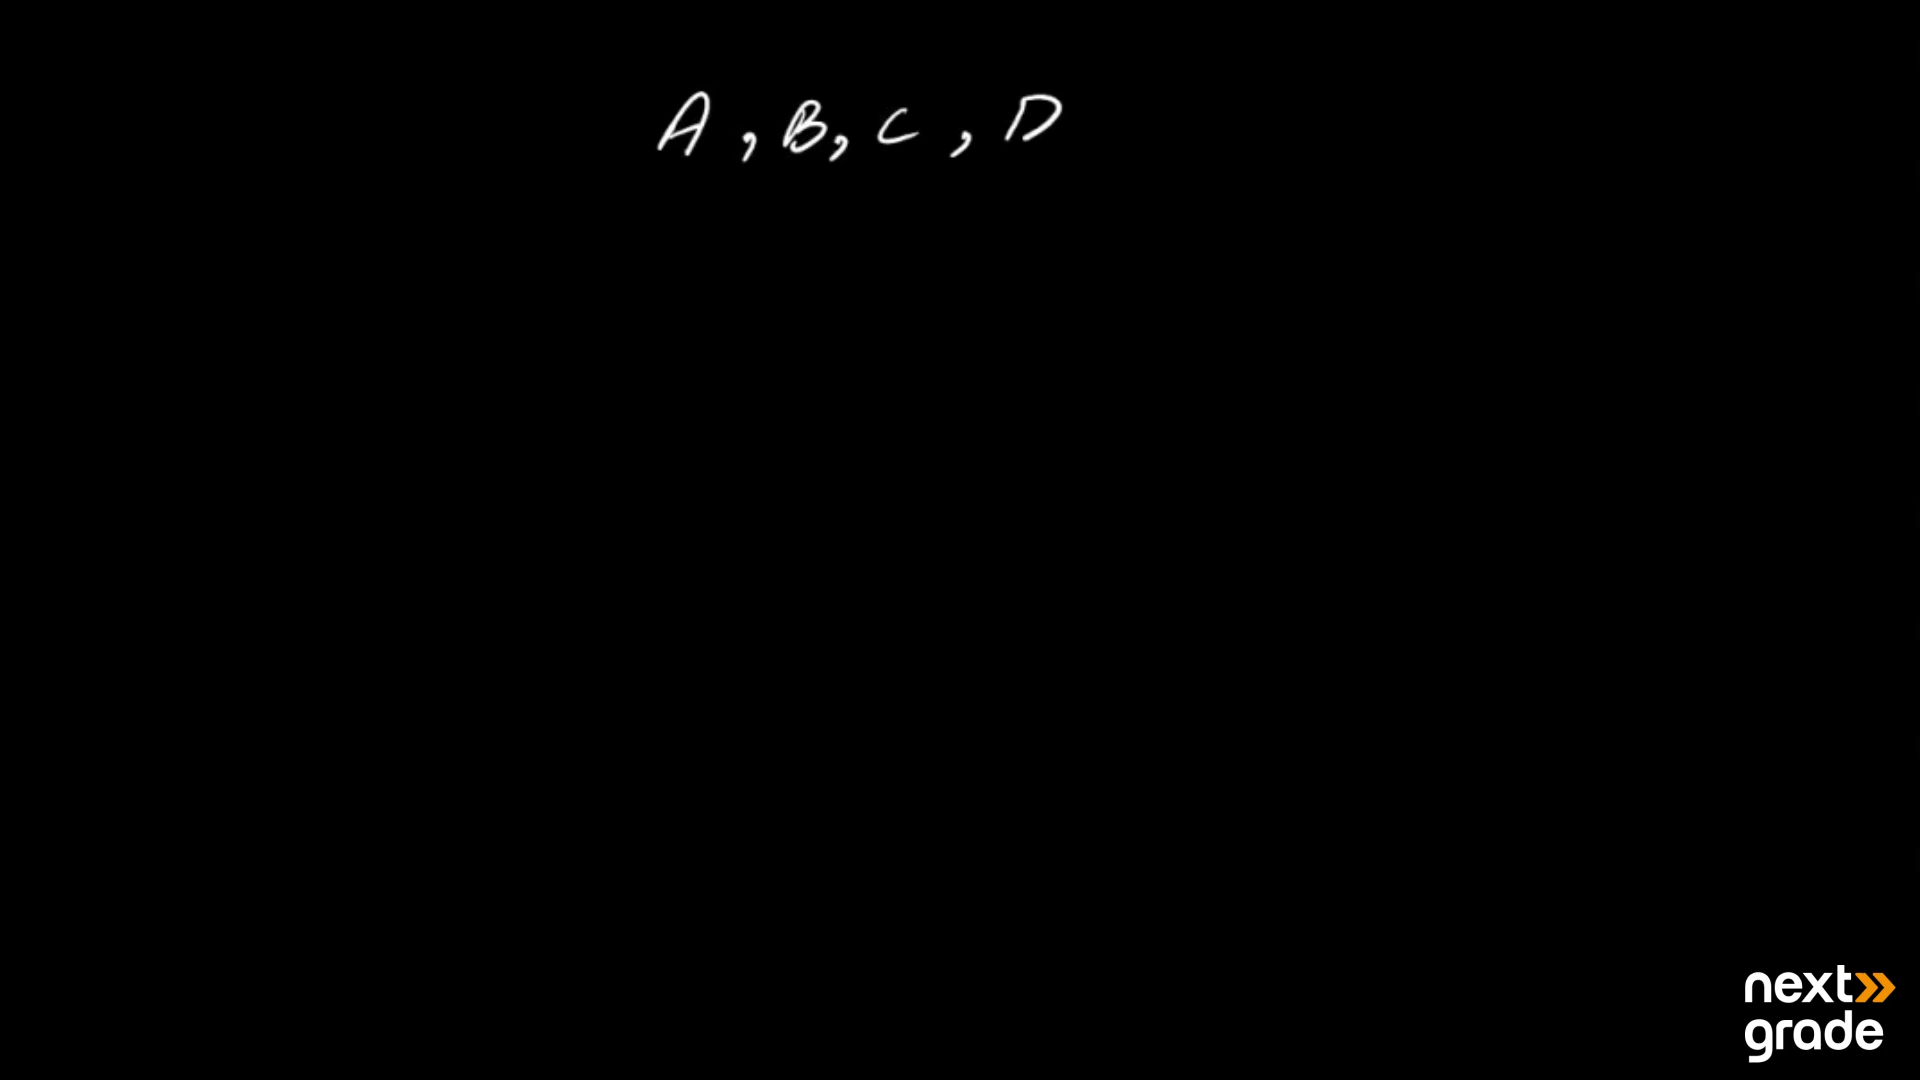 A , B, C , D
next
grade